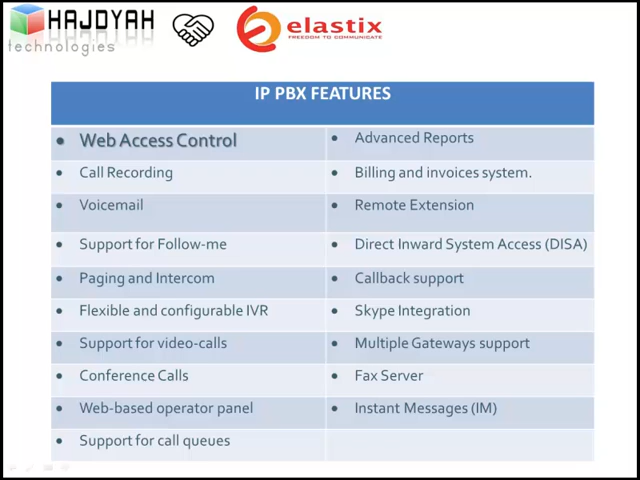 HAJDYAH
technologies
elastix
FREEDOM TO COMMUNICATE
IP PBX FEATURES
• Web Access Control
• Advanced Reports
• Call Recording
• Billing and invoices system.
• Voicemail
• Remote Extension
• Support for Follow-me
• Direct Inward System Access (DISA)
• Paging and Intercom
• Callback support
• Flexible and configurable IVR
• Skype Integration
• Support for video-calls
• Multiple Gateways support
• Conference Calls
• Fax Server
• Web-based operator panel
• Instant Messages (IM)
• Support for call queues